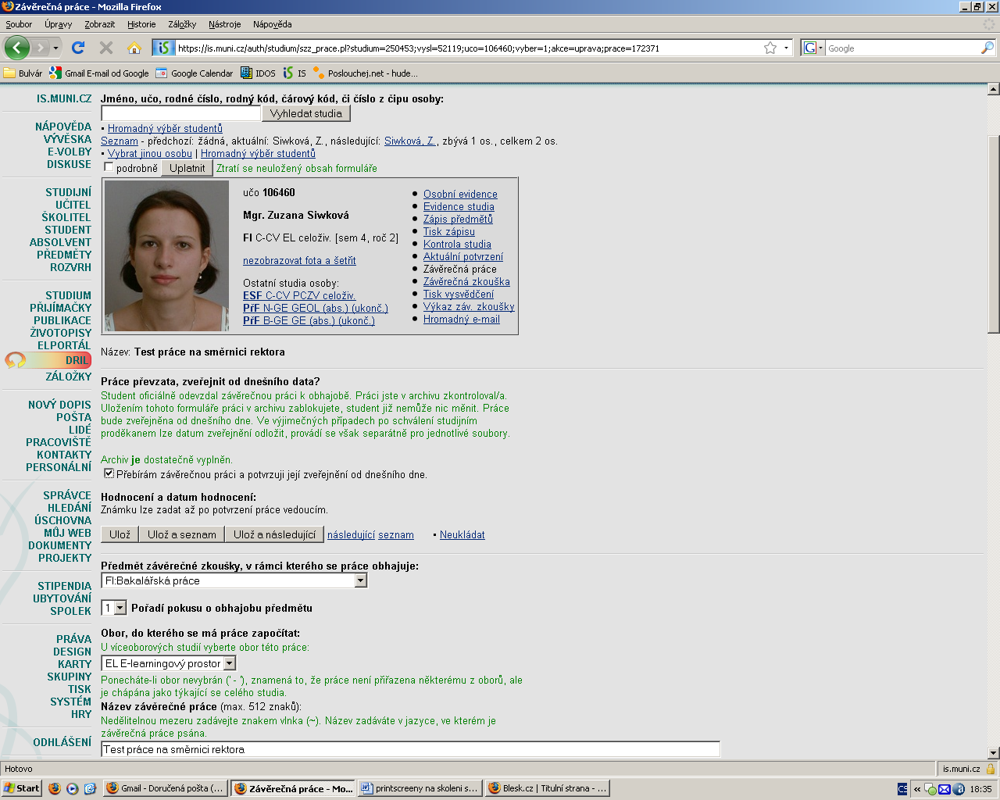 Závěrečná práce - Mozilla Firefox
Soubor Úpravy Zobrazit Historie Záložky Nástroje Nápověda
https://is.muni.cz/auth/studium/szz_prace.pl?studium=250453;vysl=52119;uco=106460;vyber=1;akce=uprava;prace=172371
Google
Bulvár Gmail E-mail od Google Google Calendar IDOS IS Poslouchej.net - hude...
IS.MUNI.CZ
NÁPOVĚDA
VÝVĚSKA
E-VOLBY
DISKUSE
STUDIJNÍ
UČITEL
ŠKOLITEL
STUDENT
ABSOLVENT
PŘEDMĚTY
ROZVRH
STUDIUM
PŘIJÍMAČKY
PUBLIKACE
ŽIVOTOPISY
ELPORTÁL
DRIL
ZÁLOŽKY
NOVÝ DOPIS
POŠTA
LIDÉ
PRACOVIŠTĚ
KONTAKTY
PERSONÁLNÍ
SPRÁVCE
HLEDÁNÍ
ÚSCHOVNA
MŮJ WEB
DOKUMENTY
PROJEKTY
STIPENDIA
UBYTOVÁNÍ
SPOLEK
PRÁVA
DESIGN
KARTY
SKUPINY
TISK
SYSTÉM
HRY
ODHLÁŠENÍ
Jméno, učo, rodné číslo, rodný kód, čárový kód, či číslo z čipu osoby:
Vyhledat studia
• Hromadný výběr studentů
Seznam - předchozí: žádná, aktuální: Siwková, Z., následující: Siwková, Z., zbývá 1 os., celkem 2 os.
• Vybrat jinou osobu | Hromadný výběr studentů
podrobně Uplatnit Ztratí se neuložený obsah formuláře
učo 106460
Mgr. Zuzana Siwková
FI C-CV EL celoživ. [sem 4, roč 2]
nezobrazovat fota a šetřit
Ostatní studia osoby:
ESF C-CV PCZV celoživ.
PřF N-GE GEOL (abs.) (ukonč.)
PřF B-GE GE (abs.) (ukonč.)
• Osobní evidence
• Evidence studia
• Zápis předmětů
• Tisk zápisu
• Kontrola studia
• Aktuální potvrzení
• Závěrečná práce
• Závěrečná zkouška
• Tisk vysvědčení
• Výkaz záv. zkoušky
• Hromadný e-mail
Název: Test práce na směrnici rektora
Práce převzata, zveřejnit od dnešního data?
Student oficiálně odevzdal závěrečnou práci k obhajobě. Práci jste v archivu zkontroloval/a.
Uložením tohoto formuláře práci v archivu zablokujete, student již nemůže nic měnit. Práce
bude zveřejněna od dnešního dne. Ve výjimečných případech po schválení studijním
proděkanem lze datum zveřejnění odložit, provádí se však separátně pro jednotlivé soubory.
Archiv je dostatečně vyplněn.
Přebírám závěrečnou práci a potvrzuji její zveřejnění od dnešního dne.
Hodnocení a datum hodnocení:
Známku lze zadat až po potvrzení práce vedoucím.
Ulož Ulož a seznam Ulož a následující následující seznam • Neukládat
Předmět závěrečné zkoušky, v rámci kterého se práce obhajuje:
FI:Bakalářská práce
1 Pořadí pokusu o obhajobu předmětu
Obor, do kterého se má práce započítat:
U víceoborových studií vyberte obor této práce:
EL E-learningový prostor
Ponecháte-li obor nevybrán (' - '), znamená to, že práce není přiřazena některému z oborů, ale
je chápána jako týkající se celého studia.
Název závěrečné práce (max. 512 znaků):
Nedělitelnou mezeru zadávejte znakem vlnka (~). Název zadáváte v jazyce, ve kterém je
závěrečná práce psána.
Test práce na směrnici rektora
Hotovo
is.muni.cz
Start Gmail - Doručená pošta (... Závěrečná práce - Mo... printscreeny na skoleni s... Blesk.cz | Titulní strana - ... CS « 18:35